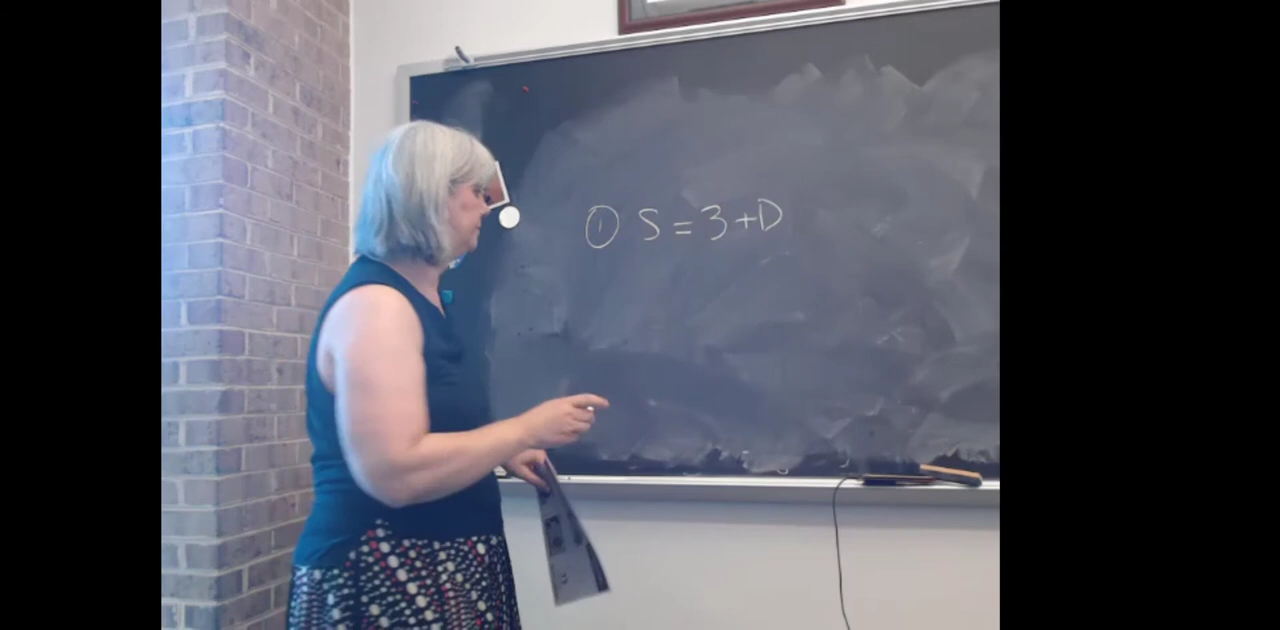 ① S = 3 + D